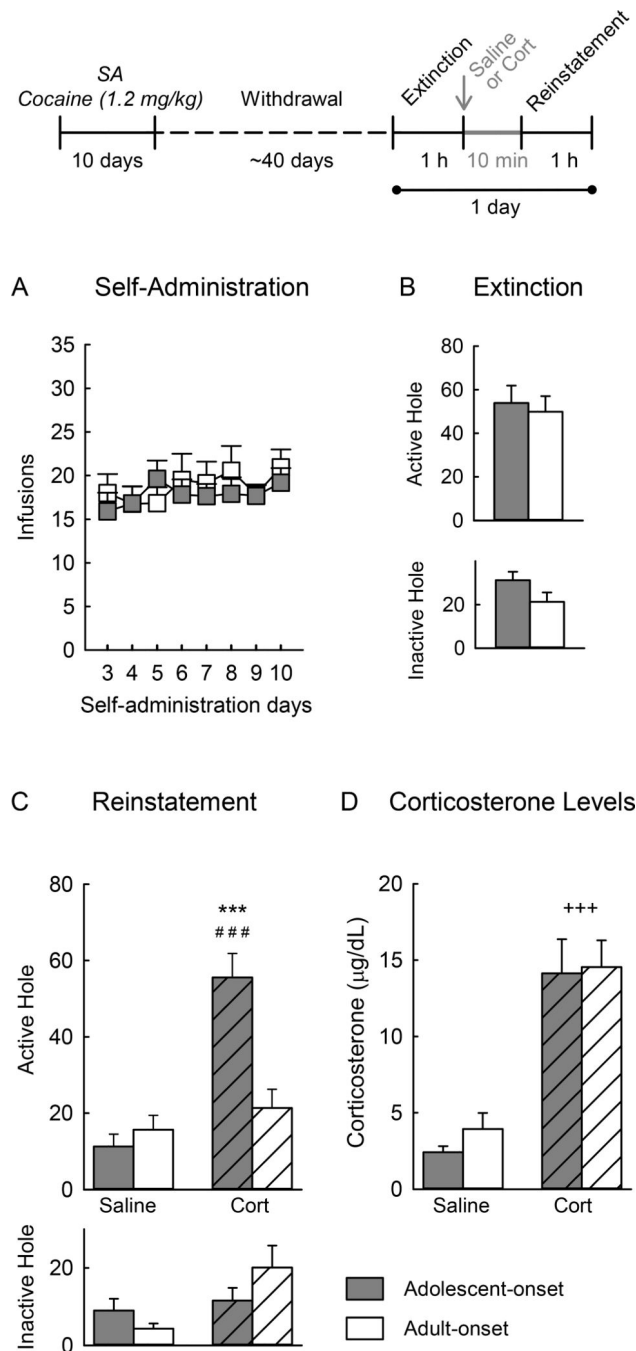 SA
Cocaine (1.2 mg/kg)
Withdrawal
Extinction
Saline
or Cort
Reinstatement
10 days
~40 days
1 h
10 min
1 h
1 day
A Self-Administration
35
30
25
20
15
10
5
0
Infusions
3 4 5 6 7 8 9 10
Self-administration days
B Extinction
80
60
40
20
0
Active Hole
20
0
Inactive Hole
C Reinstatement
80
60
40
20
0
Active Hole
***
###
Saline Cort
20
10
0
Inactive Hole
D Corticosterone Levels
20
15
10
5
0
Corticosterone (µg/dL)
+++
Saline Cort
Adolescent-onset
Adult-onset